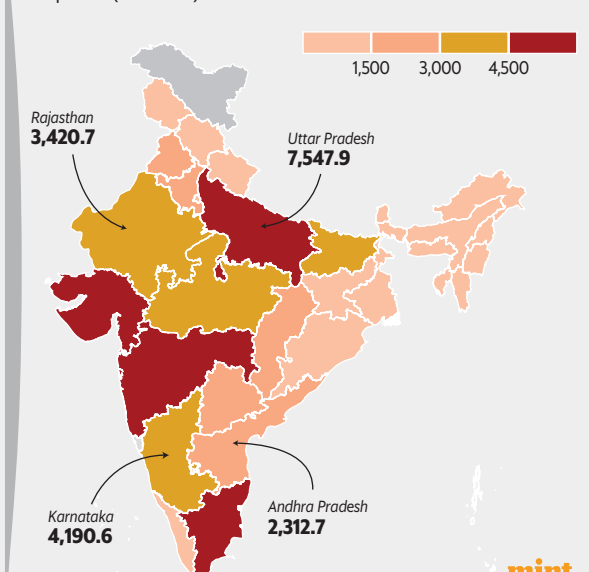 1,500 3,000 4,500
Rajasthan
3,420.7
Uttar Pradesh
7,547.9
Karnataka
4,190.6
Andhra Pradesh
2,312.7
mint